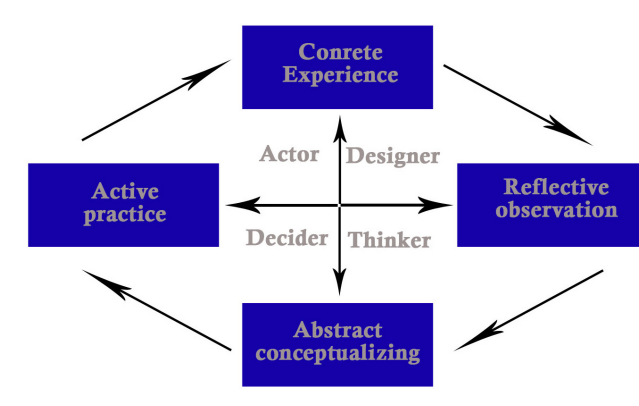 Conrete
Experience
Actor
Designer
Active
practice
Reflective
observation
Decider
Thinker
Abstract
conceptualizing